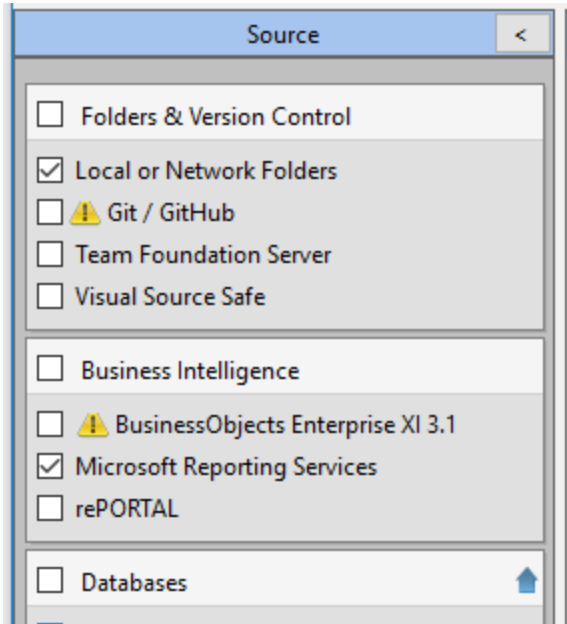 Source <
Folders & Version Control
Local or Network Folders
Git / GitHub
Team Foundation Server
Visual Source Safe
Business Intelligence
BusinessObjects Enterprise XI 3.1
Microsoft Reporting Services
rePORTAL
Databases